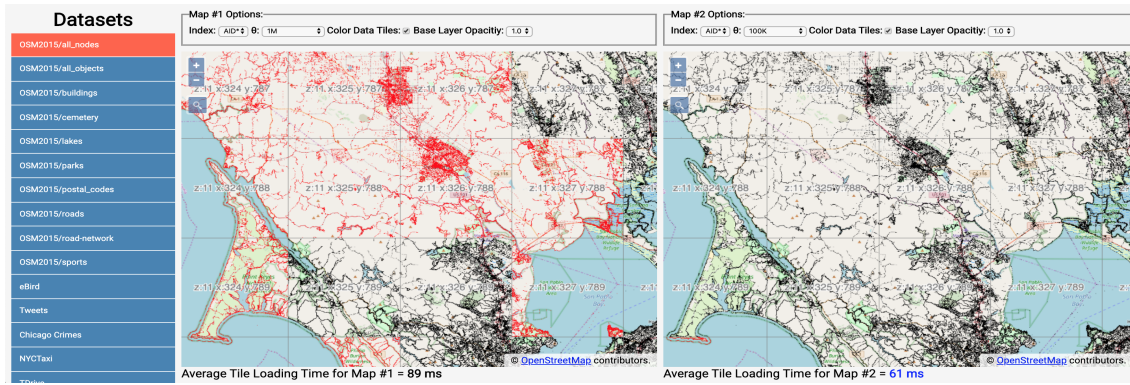 Datasets
OSM2015/all_nodes
OSM2015/all_objects
OSM2015/buildings
OSM2015/cemetery
OSM2015/lakes
OSM2015/parks
OSM2015/postal_codes
OSM2015/roads
OSM2015/road-network
OSM2015/sports
eBird
Tweets
Chicago Crimes
NYCTaxi
TDrive
Map #1 Options:
Index: AID* θ: 1M Color Data Tiles: Base Layer Opacitiy: 1.0
+
−
z:11 x:324 y:787 z:11 x:325 y:787 z:11 x:326 y:787
z:11 x:324 y:788 z:11 x:325 y:788 z:11 x:326 y:788 z:11 x:327 y:788
z:11 x:324 y:789 z:11 x:325 y:789 z:11 x:326 y:789 z:11 x:327 y:789
© OpenStreetMap contributors.
Average Tile Loading Time for Map #1 = 89 ms
Map #2 Options:
Index: AID* θ: 100K Color Data Tiles: Base Layer Opacitiy: 1.0
+
−
z:11 x:324 y:787 z:11 x:325 y:787 z:11 x:326 y:787
z:11 x:324 y:788 z:11 x:325 y:788 z:11 x:326 y:788 z:11 x:327 y:788
z:11 x:324 y:789 z:11 x:325 y:789 z:11 x:326 y:789 z:11 x:327 y:789
© OpenStreetMap contributors.
Average Tile Loading Time for Map #2 = 61 ms